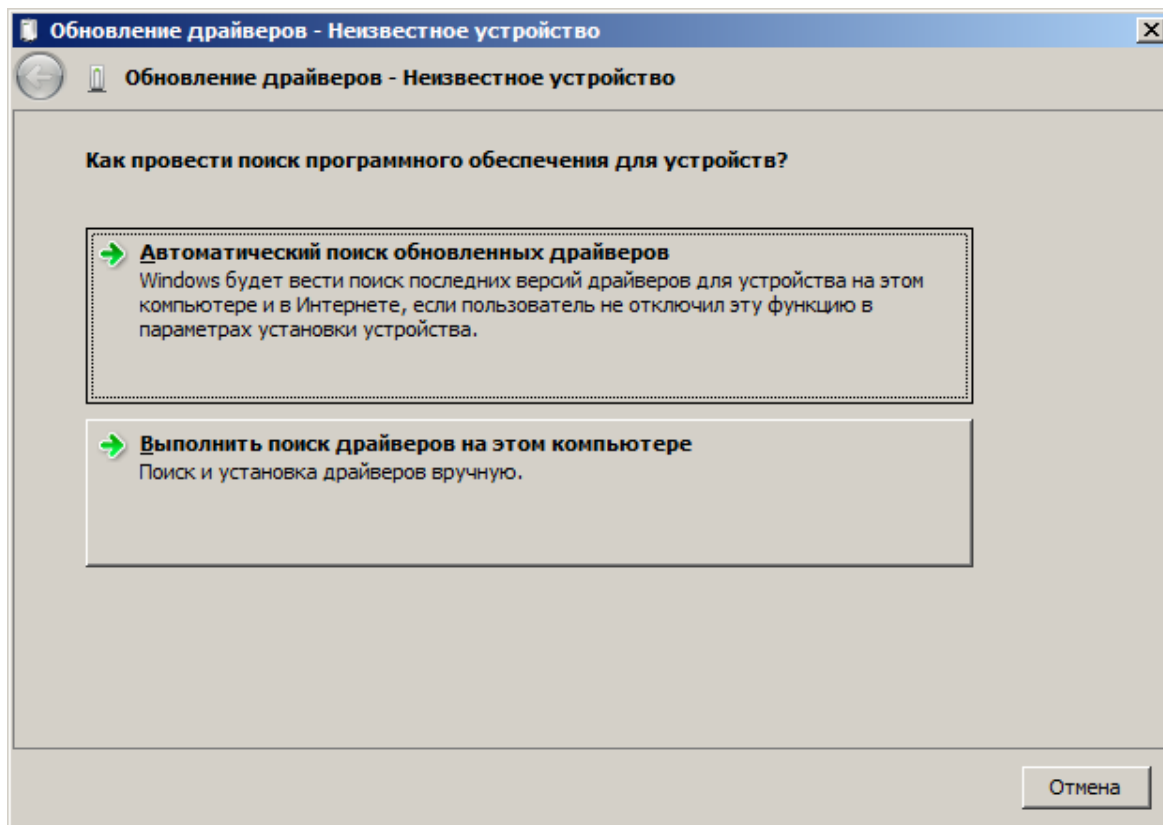 Обновление драйверов - Неизвестное устройство
Обновление драйверов - Неизвестное устройство
Как провести поиск программного обеспечения для устройств?
Автоматический поиск обновленных драйверов
Windows будет вести поиск последних версий драйверов для устройства на этом
компьютере и в Интернете, если пользователь не отключил эту функцию в
параметрах установки устройства.
Выполнить поиск драйверов на этом компьютере
Поиск и установка драйверов вручную.
Отмена